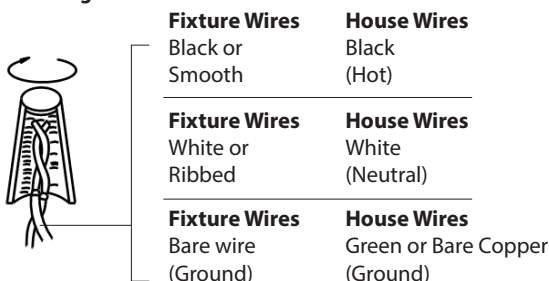 Fixture Wires House Wires
Black or Black
Smooth (Hot)
Fixture Wires House Wires
White or White
Ribbed (Neutral)
Fixture Wires House Wires
Bare wire Green or Bare Copper
(Ground) (Ground)